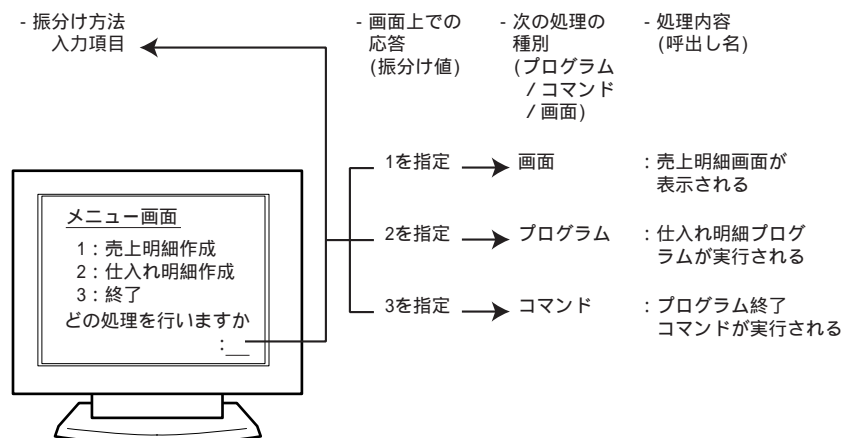 - 振分け方法
入力項目
- 画面上での
応答
(振分け値)
- 次の処理の
種別
(プログラム
/ コマンド
/ 画面)
- 処理内容
(呼出し名)
1を指定
画面
：売上明細画面が
表示される
2を指定
プログラム
：仕入れ明細プログ
ラムが実行される
3を指定
コマンド
：プログラム終了
コマンドが実行される
メニュー画面
1：売上明細作成
2：仕入れ明細作成
3：終了
どの処理を行いますか
：__